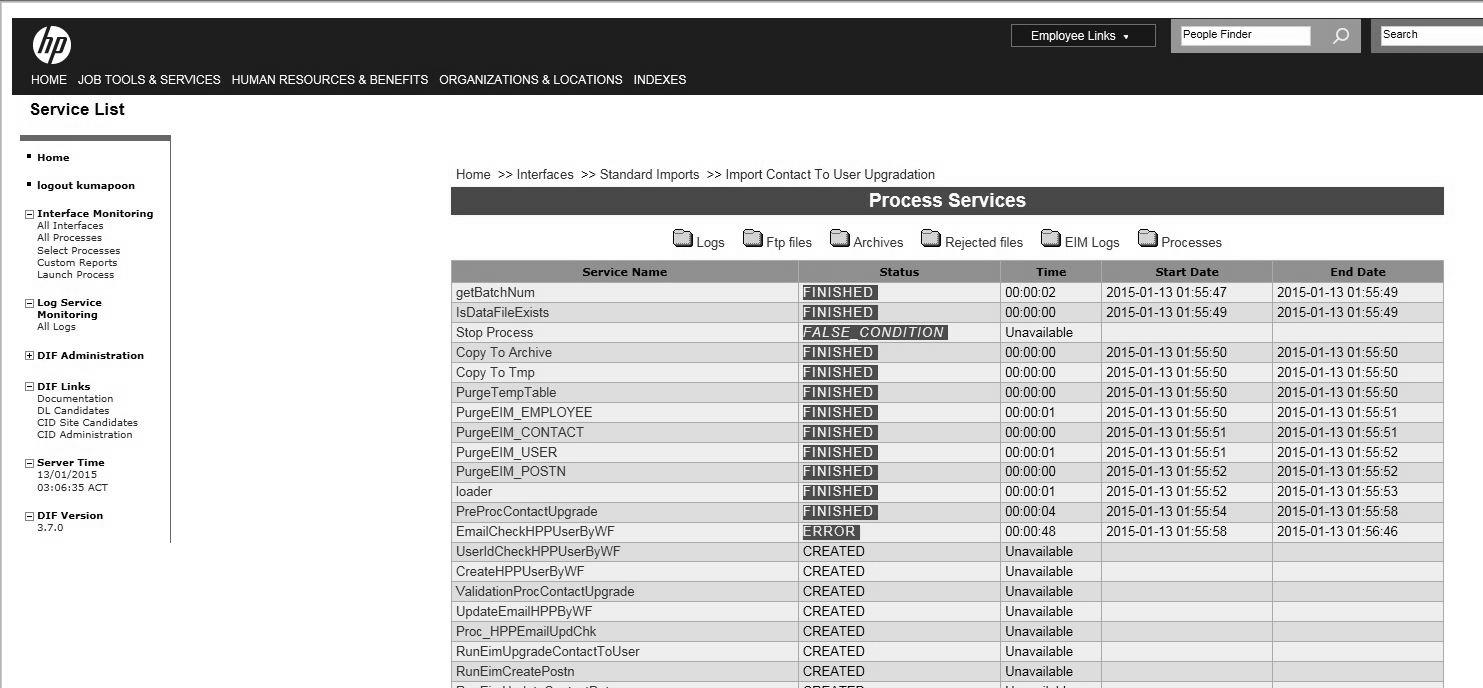 hp
Employee Links
People Finder
Search
HOME JOB TOOLS & SERVICES HUMAN RESOURCES & BENEFITS ORGANIZATIONS & LOCATIONS INDEXES
Service List
Home
logout kumapoon
Interface Monitoring
All Interfaces
All Processes
Select Processes
Custom Reports
Launch Process
Log Service
Monitoring
All Logs
DIF Administration
DIF Links
Documentation
DL Candidates
CID Site Candidates
CID Administration
Server Time
13/01/2015
03:06:35 ACT
DIF Version
3.7.0
Home >> Interfaces >> Standard Imports >> Import Contact To User Upgradation
Process Services
Logs Ftp files Archives Rejected files EIM Logs Processes
Service Name Status Time Start Date End Date
getBatchNum FINISHED 00:00:02 2015-01-13 01:55:47 2015-01-13 01:55:49
IsDataFileExists FINISHED 00:00:00 2015-01-13 01:55:49 2015-01-13 01:55:49
Stop Process FALSE_CONDITION Unavailable
Copy To Archive FINISHED 00:00:00 2015-01-13 01:55:50 2015-01-13 01:55:50
Copy To Tmp FINISHED 00:00:00 2015-01-13 01:55:50 2015-01-13 01:55:50
PurgeTempTable FINISHED 00:00:00 2015-01-13 01:55:50 2015-01-13 01:55:50
PurgeEIM_EMPLOYEE FINISHED 00:00:01 2015-01-13 01:55:50 2015-01-13 01:55:51
PurgeEIM_CONTACT FINISHED 00:00:00 2015-01-13 01:55:51 2015-01-13 01:55:51
PurgeEIM_USER FINISHED 00:00:01 2015-01-13 01:55:51 2015-01-13 01:55:52
PurgeEIM_POSTN FINISHED 00:00:00 2015-01-13 01:55:52 2015-01-13 01:55:52
loader FINISHED 00:00:01 2015-01-13 01:55:52 2015-01-13 01:55:53
PreProcContactUpgrade FINISHED 00:00:04 2015-01-13 01:55:54 2015-01-13 01:55:58
EmailCheckHPPUserByWF ERROR 00:00:48 2015-01-13 01:55:58 2015-01-13 01:56:46
UserIdCheckHPPUserByWF CREATED Unavailable
CreateHPPUserByWF CREATED Unavailable
ValidationProcContactUpgrade CREATED Unavailable
UpdateEmailHPPByWF CREATED Unavailable
Proc_HPPEmailUpdChk CREATED Unavailable
RunEimUpgradeContactToUser CREATED Unavailable
RunEimCreatePostn CREATED Unavailable